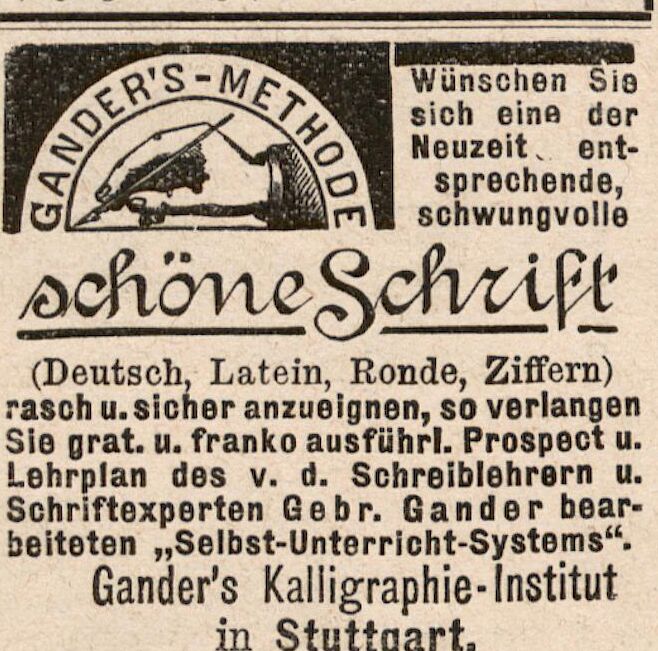 GANDER'S-METHODE
Wünschen Sie
sich eine der
Neuzeit ent-
sprechende,
schwungvolle
schöne Schrift
(Deutsch, Latein, Ronde, Ziffern)
rasch u. sicher anzueignen, so verlangen
Sie grat. u. franko ausführl. Prospect u.
Lehrplan des v. d. Schreiblehrern u.
Schriftexperten Gebr. Gander bear-
beiteten „Selbst-Unterricht-Systems“.
Gander's Kalligraphie-Institut
in Stuttgart.